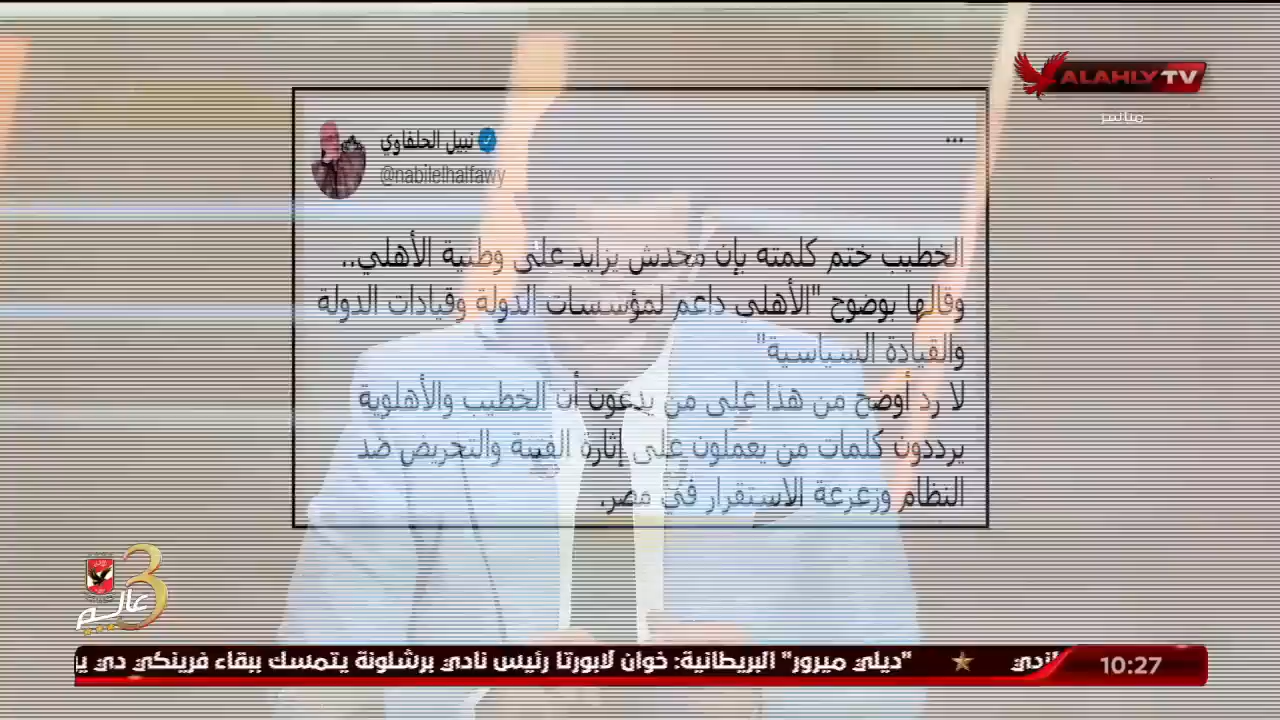 ALAHLY TV
مباشر
نبيل الحلفاوي
@nabilelhalfawy
الخطيب ختم كلمته بإن محدش يزايد على وطنية الأهلي..
وقالها بوضوح "الأهلي داعم لمؤسسات الدولة وقيادات الدولة
والقيادة السياسية"
لا رد أوضح من هذا على من يدعون أن الخطيب والأهلوية
يرددون كلمات من يعملون على إثارة الفتنة والتحريض ضد
النظام وزعزعة الاستقرار في مصر.
3 عالم
"ديلي ميرور" البريطانية: خوان لابورتا رئيس نادي برشلونة يتمسك ببقاء فرينكي دي
10:27